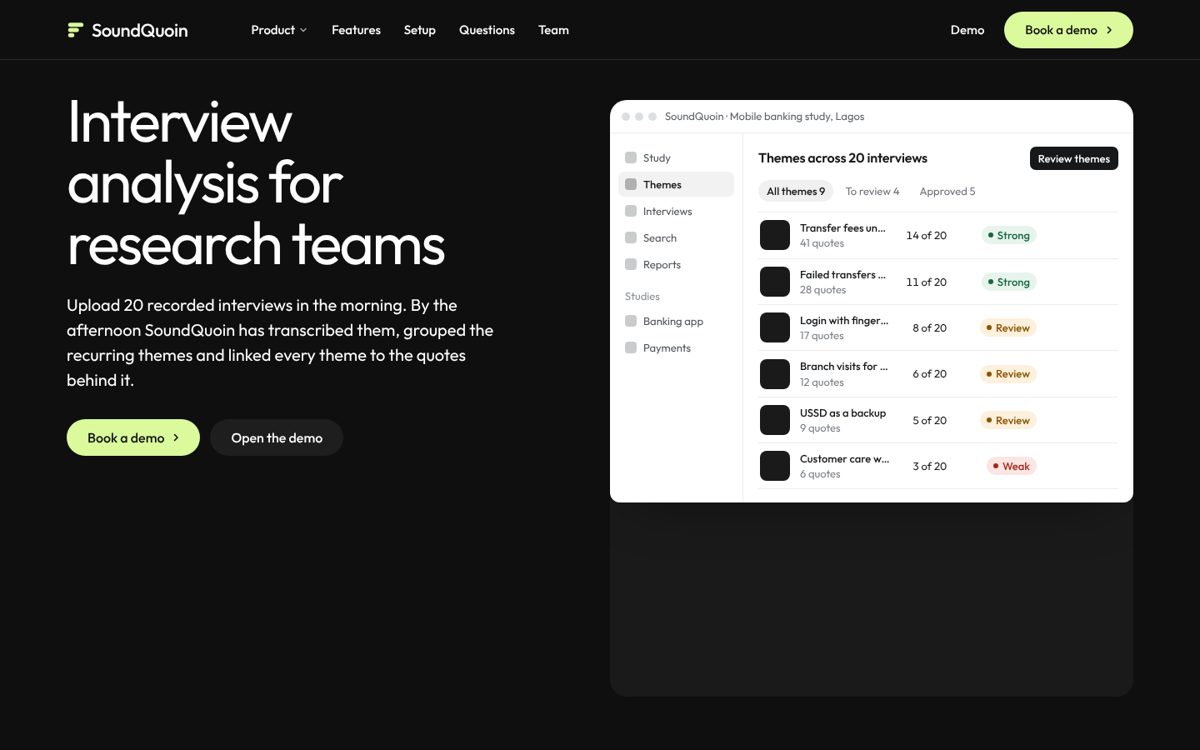 SoundQuoin
Product
Features
Setup
Questions
Team
Demo
Book a demo
Interview
analysis for
research teams
Upload 20 recorded interviews in the morning. By the
afternoon SoundQuoin has transcribed them, grouped the
recurring themes and linked every theme to the quotes
behind it.
Book a demo
Open the demo
SoundQuoin · Mobile banking study, Lagos
Study
Themes
Interviews
Search
Reports
Studies
Banking app
Payments
Themes across 20 interviews
Review themes
All themes 9
To review 4
Approved 5
Transfer fees un...
41 quotes
14 of 20
Strong
Failed transfers ...
28 quotes
11 of 20
Strong
Login with finger...
17 quotes
8 of 20
Review
Branch visits for ...
12 quotes
6 of 20
Review
USSD as a backup
9 quotes
5 of 20
Review
Customer care w...
6 quotes
3 of 20
Weak